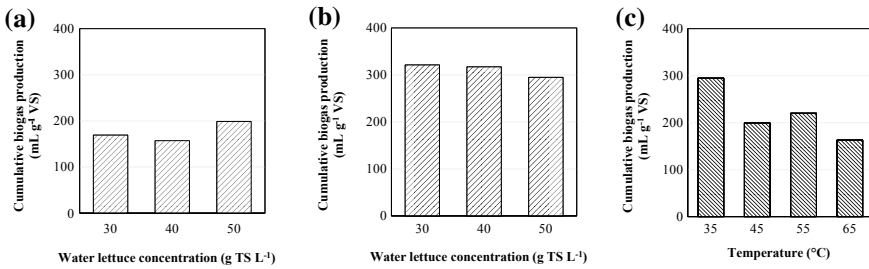 (a)
Cumulative biogas production
(mL g⁻¹ VS)
400
300
200
100
0
30 40 50
Water lettuce concentration (g TS L⁻¹)
(b)
Cumulative biogas production
(mL g⁻¹ VS)
400
300
200
100
0
30 40 50
Water lettuce concentration (g TS L⁻¹)
(c)
Cumulative biogas production
(mL g⁻¹ VS)
400
300
200
100
0
35 45 55 65
Temperature (°C)